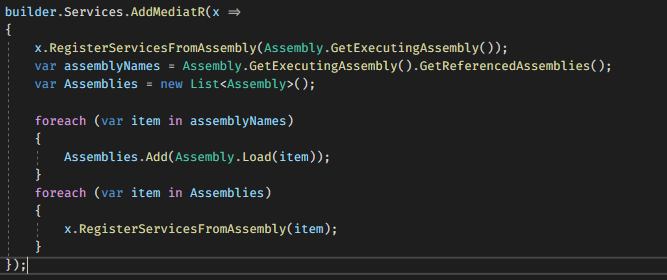 builder.Services.AddMediatR(x =>
{
    x.RegisterServicesFromAssembly(Assembly.GetExecutingAssembly());
    var assemblyNames = Assembly.GetExecutingAssembly().GetReferencedAssemblies();
    var Assemblies = new List<Assembly>();

    foreach (var item in assemblyNames)
    {
        Assemblies.Add(Assembly.Load(item));
    }
    foreach (var item in Assemblies)
    {
        x.RegisterServicesFromAssembly(item);
    }
});